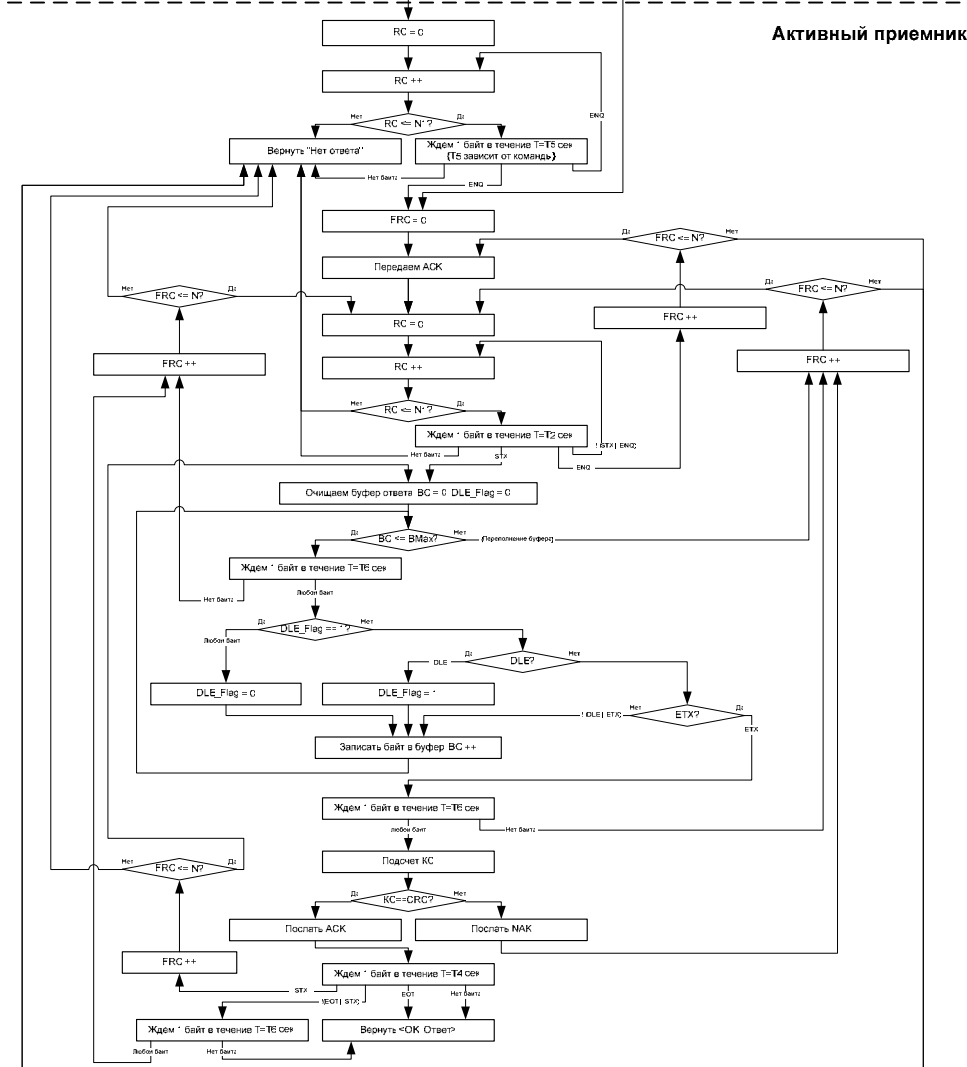 Активный приемник
RC = 0
RC ++
ENQ
Нет
RC <= N1?
Да
Вернуть "Нет ответа"
Ждем 1 байт в течение T=T5 сек
(T5 зависит от команды)
Нет байта
ENQ
FRC = 0
Да
FRC <= N?
Нет
Передаем ACK
Нет
FRC <= N?
Да
Да
FRC <= N?
Нет
RC = 0
FRC ++
FRC ++
RC ++
FRC ++
Нет
RC <= N1?
Да
Ждем 1 байт в течение T=T2 сек
!(STX| ENQ)
Нет байта
STX
ENQ
Очищаем буфер ответа BC = 0 DLE_Flag = 0
Да
BC <= BMax?
Нет
(Переполнение буфера)
Ждем 1 байт в течение T=T6 сек
Нет байта
Любой байт
Да
DLE_Flag == 1?
Нет
Любой байт
Да
DLE?
Нет
DLE
DLE_Flag = 0
DLE_Flag = 1
!(DLE| ETX)
Нет
ETX?
Да
ETX
Записать байт в буфер BC ++
Ждем 1 байт в течение T=T6 сек
любой байт
Нет байта
Подсчет КС
Нет
FRC <= N?
Да
Да
КС==CRC?
Нет
Послать ACK
Послать NAK
FRC ++
Ждем 1 байт в течение T=T4 сек
STX
!(EOT| STX)
EOT
Нет байта
Ждем 1 байт в течение T=T6 сек
Вернуть <OK Ответ>
Любой байт
Нет байта